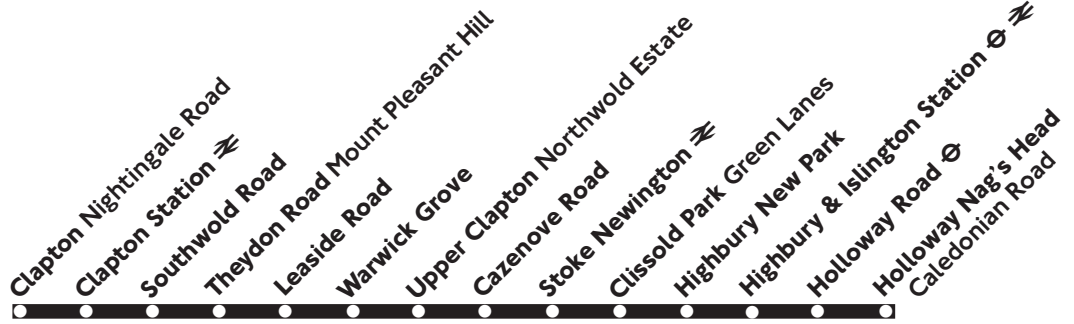 Clapton Nightingale Road
Clapton Station
Southwold Road
Theydon Road Mount Pleasant Hill
Leaside Road
Warwick Grove
Upper Clapton Northwold Estate
Cazenove Road
Stoke Newington
Clissold Park Green Lanes
Highbury New Park
Highbury & Islington Station
Holloway Road
Holloway Nag's Head
Caledonian Road